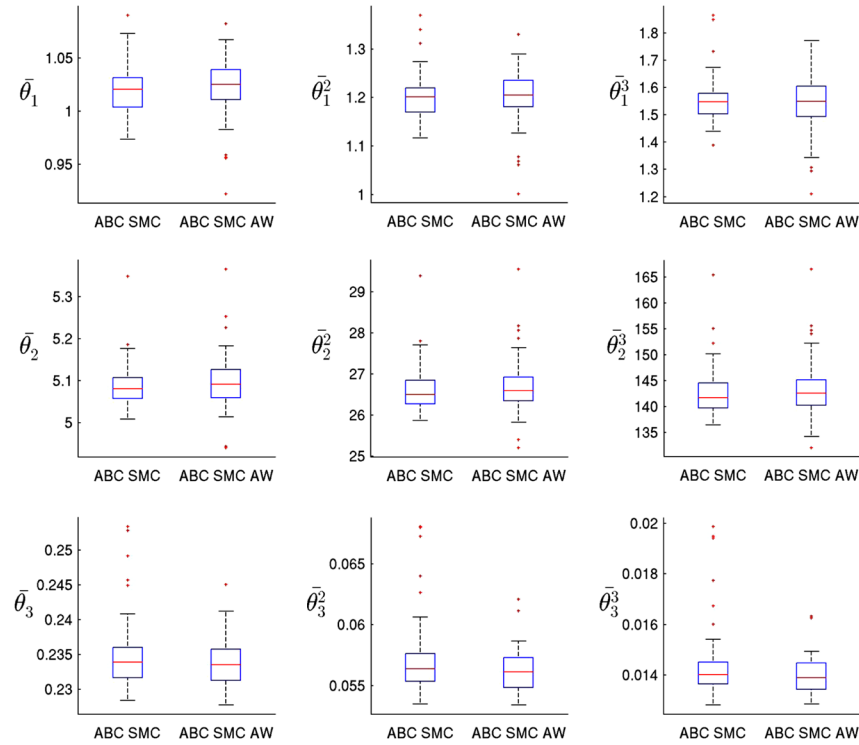 1.05
1
0.95
θ̄₁
ABC SMC ABC SMC AW
1.3
1.2
1.1
1
θ̄₁²
ABC SMC ABC SMC AW
1.8
1.7
1.6
1.5
1.4
1.3
1.2
θ̄₁³
ABC SMC ABC SMC AW
5.3
5.2
5.1
5
θ̄₂
ABC SMC ABC SMC AW
29
28
27
26
25
θ̄₂²
ABC SMC ABC SMC AW
165
160
155
150
145
140
135
θ̄₂³
ABC SMC ABC SMC AW
0.25
0.245
0.24
0.235
0.23
θ̄₃
ABC SMC ABC SMC AW
0.065
0.06
0.055
θ̄₃²
ABC SMC ABC SMC AW
0.02
0.018
0.016
0.014
θ̄₃³
ABC SMC ABC SMC AW